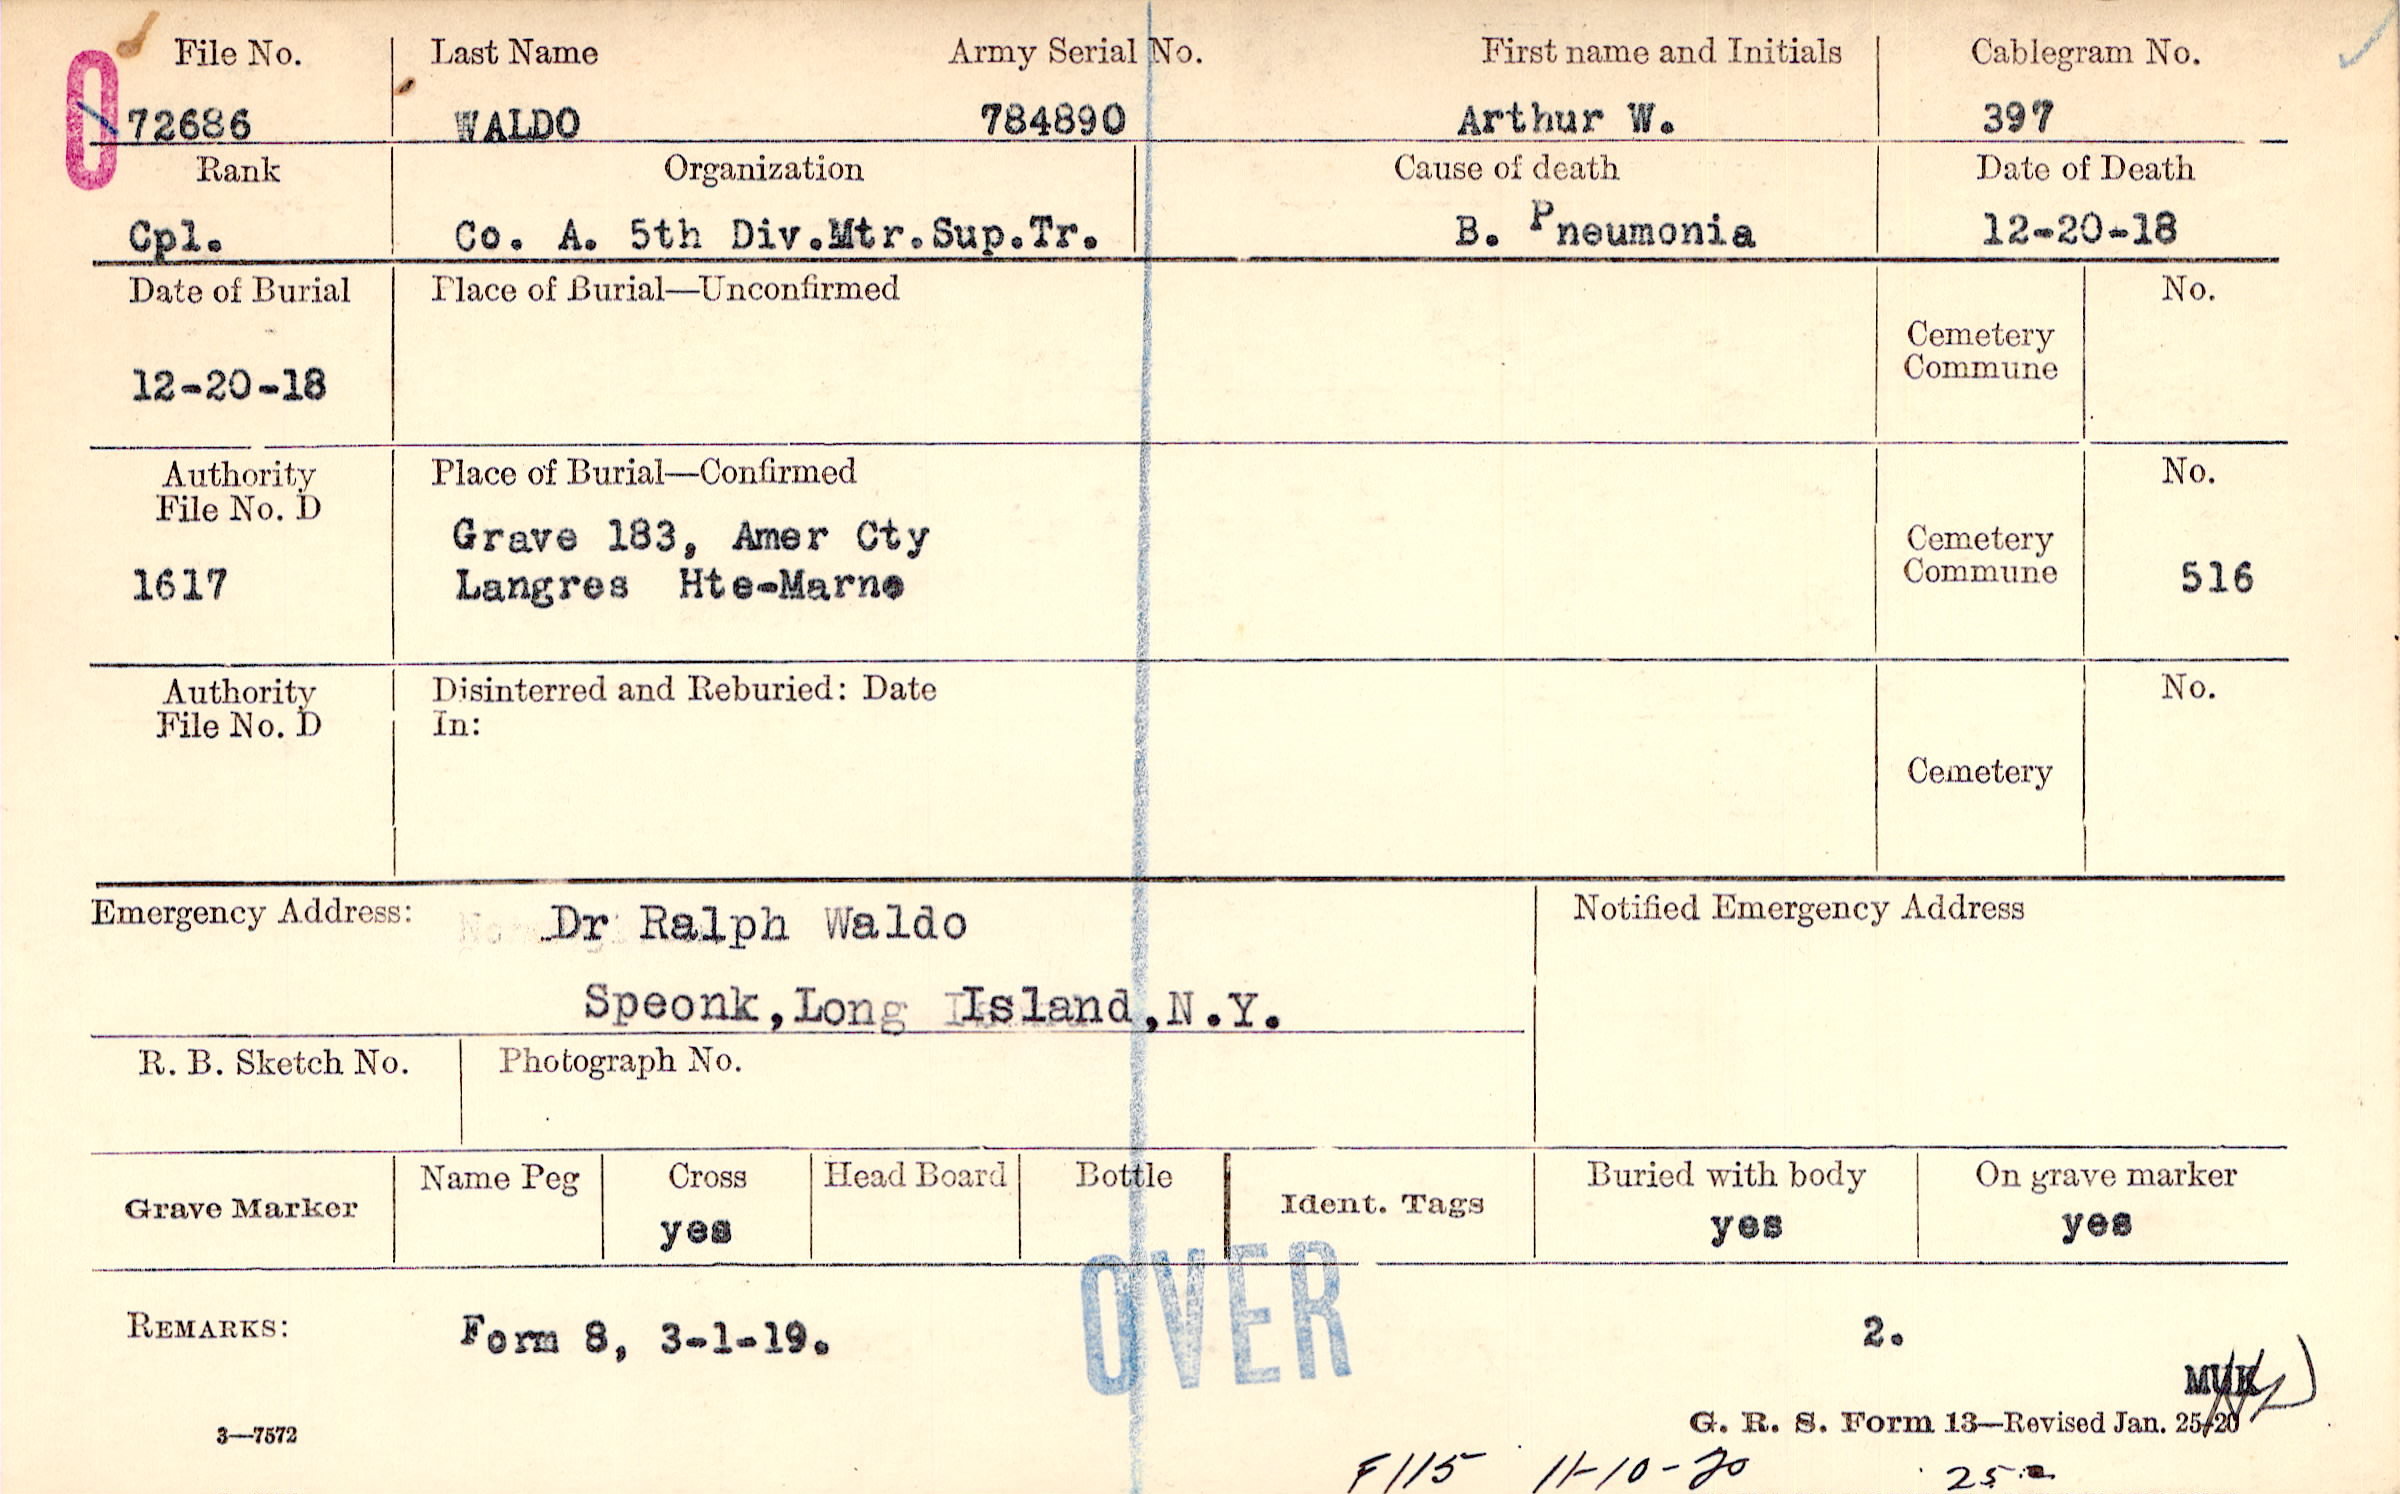 File No. Last Name Army Serial No. First name and Initials Cablegram No.
0 72686 WALDO 784890 Arthur W. 397
Rank Organization Cause of death Date of Death
Cpl. Co. A. 5th Div.Mtr.Sup.Tr. B. Pneumonia 12-20-18
Date of Burial Place of Burial—Unconfirmed No.
Cemetery
Commune
12-20-18
Authority Place of Burial—Confirmed No.
File No. D
Grave 183, Amer Cty Cemetery
1617 Langres Hte-Marne Commune 516
Authority Disinterred and Reburied: Date No.
File No. D In:
Cemetery
Emergency Address: Dr Ralph Waldo Notified Emergency Address
Speonk,Long Island,N.Y.
R. B. Sketch No. Photograph No.
Grave Marker Name Peg Cross Head Board Bottle Ident. Tags Buried with body On grave marker
yes yes yes
OVER
REMARKS: Form 8, 3-1-19. 2.
MUK
3—7572 G. R. S. Form 13—Revised Jan. 25-20
F115 11-10-20